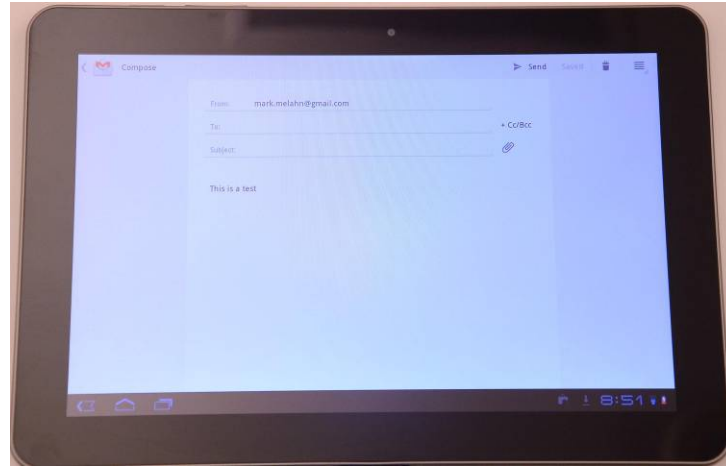 Compose
Send Saved
From: mark.melahn@gmail.com
To: + Cc/Bcc
Subject:
This is a test
8:51